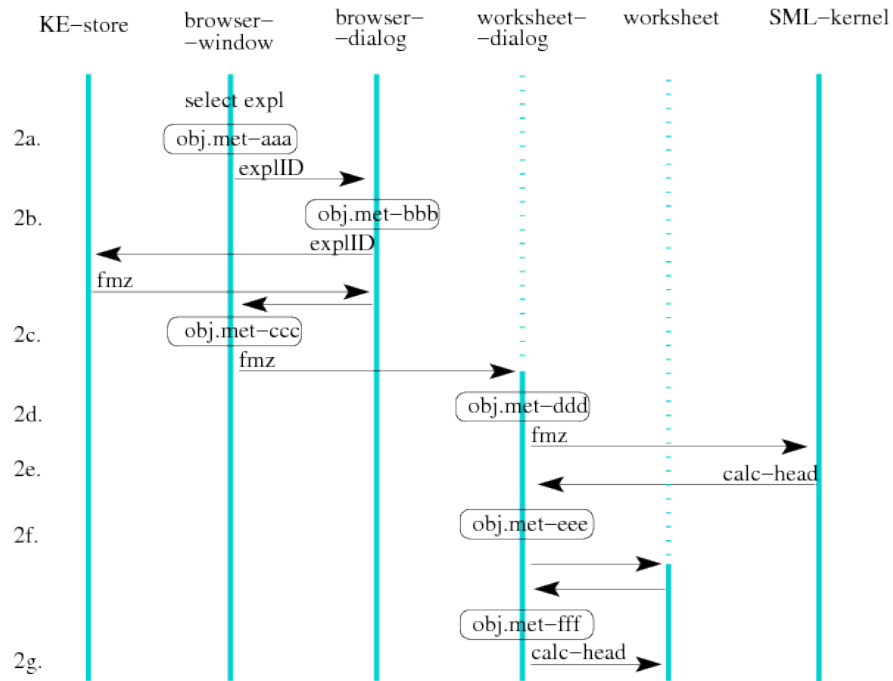 KE−store
browser−
−window
browser−
−dialog
worksheet−
−dialog
worksheet
SML−kernel
select expl
2a.
obj.met−aaa
explID
2b.
obj.met−bbb
explID
fmz
2c.
obj.met−ccc
fmz
2d.
obj.met−ddd
fmz
2e.
calc−head
2f.
obj.met−eee
obj.met−fff
2g.
calc−head